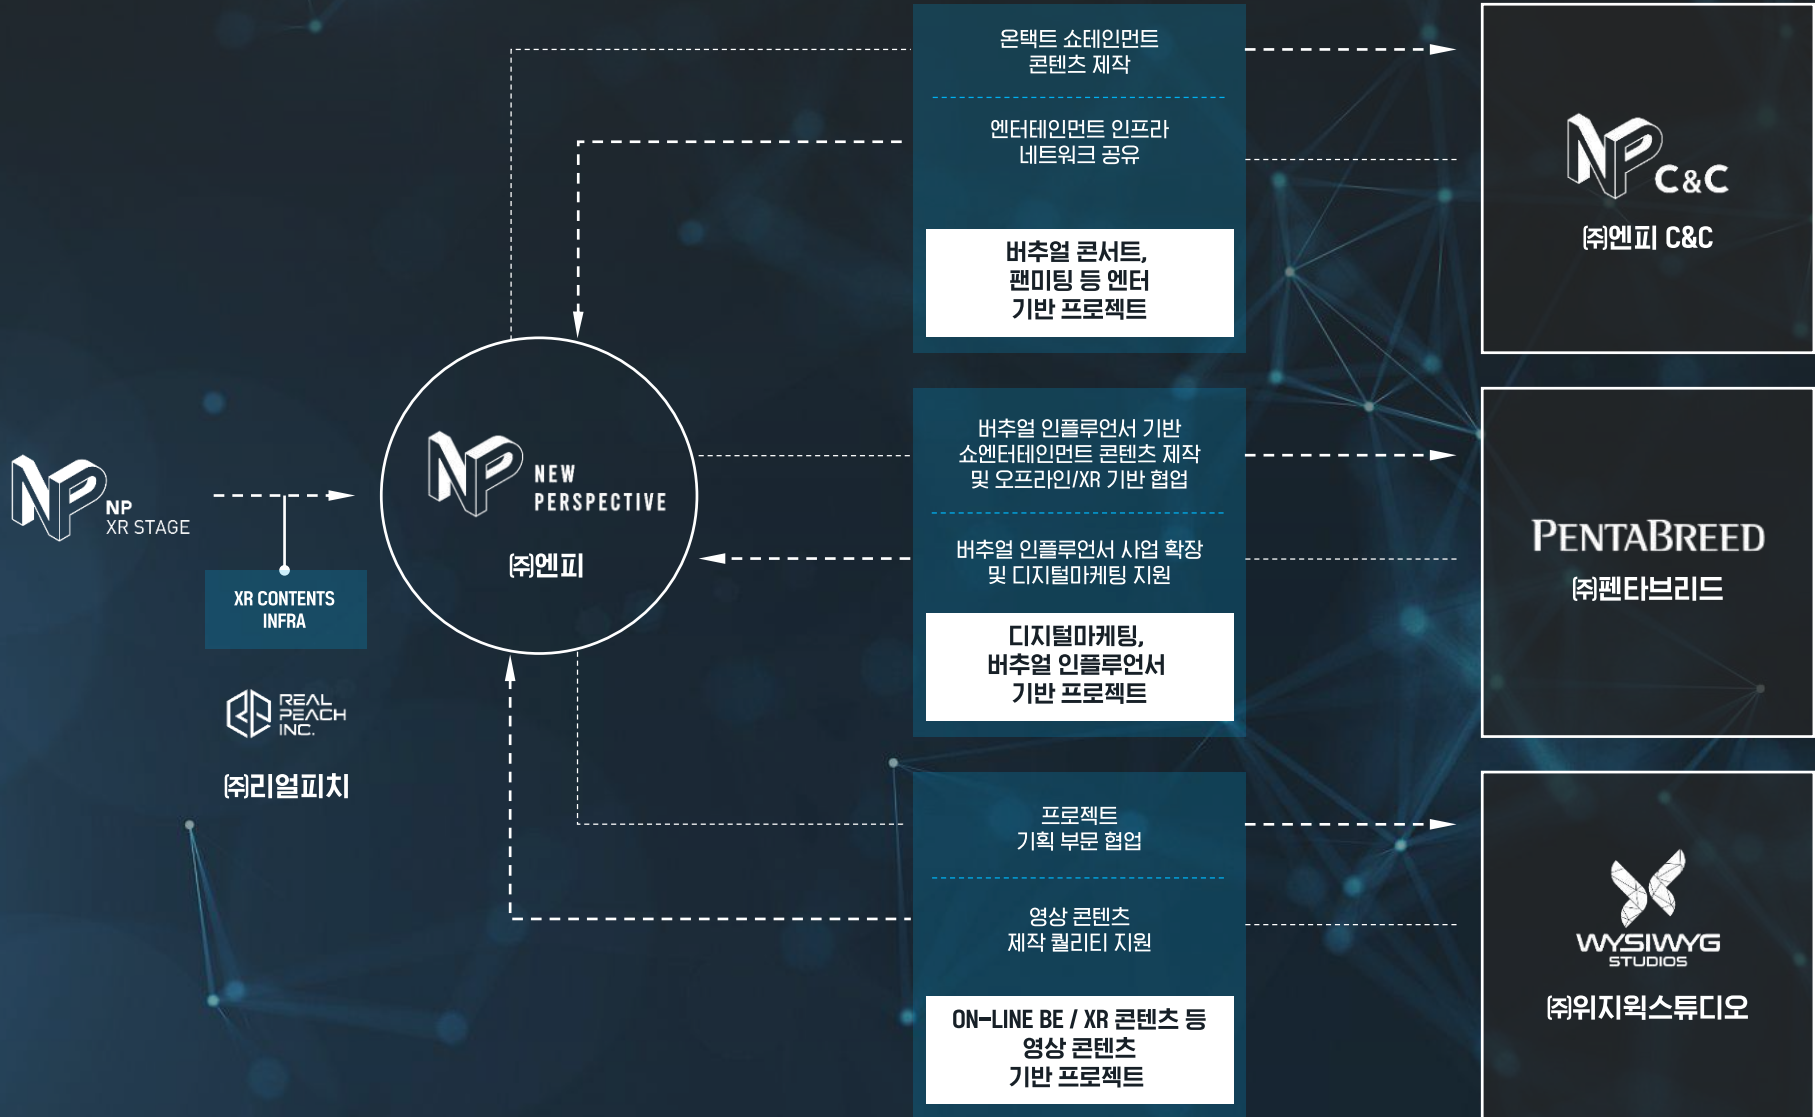 NP
NP
XR STAGE
XR CONTENTS
INFRA
REAL
PEACH
INC.
㈜리얼피치
NP
NEW
PERSPECTIVE
㈜엔피
온택트 쇼테인먼트
콘텐츠 제작
엔터테인먼트 인프라
네트워크 공유
버추얼 콘서트,
팬미팅 등 엔터
기반 프로젝트
NP C&C
㈜엔피 C&C
버추얼 인플루언서 기반
쇼엔터테인먼트 콘텐츠 제작
및 오프라인/XR 기반 협업
버추얼 인플루언서 사업 확장
및 디지털마케팅 지원
디지털마케팅,
버추얼 인플루언서
기반 프로젝트
PENTABREED
㈜펜타브리드
프로젝트
기획 부문 협업
영상 콘텐츠
제작 퀄리티 지원
ON-LINE BE / XR 콘텐츠 등
영상 콘텐츠
기반 프로젝트
WYSIWYG
STUDIOS
㈜위지윅스튜디오